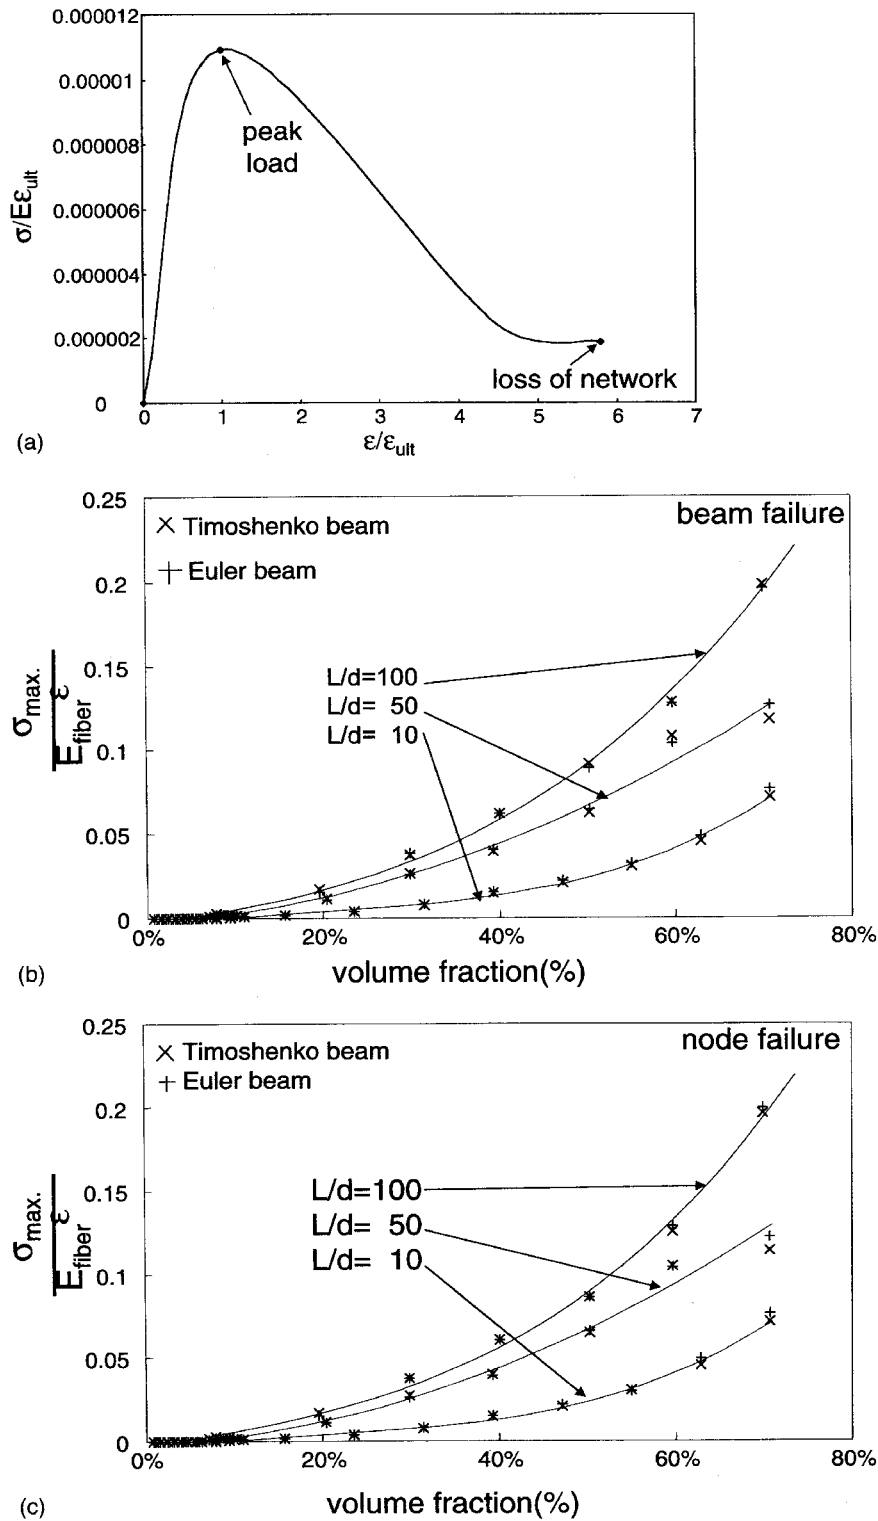 0.000012
0.00001
0.000008
0.000006
0.000004
0.000002
0
σ/Eε_ult
peak
load
loss of network
0 1 2 3 4 5 6 7
ε/ε_ult
(a)
0.25
0.2
0.15
0.1
0.05
0
beam failure
× Timoshenko beam
+ Euler beam
σ_max.
E_fiber ε
L/d=100
L/d= 50
L/d= 10
0% 20% 40% 60% 80%
volume fraction(%)
(b)
0.25
0.2
0.15
0.1
0.05
0
node failure
× Timoshenko beam
+ Euler beam
σ_max.
E_fiber ε
L/d=100
L/d= 50
L/d= 10
0% 20% 40% 60% 80%
volume fraction(%)
(c)